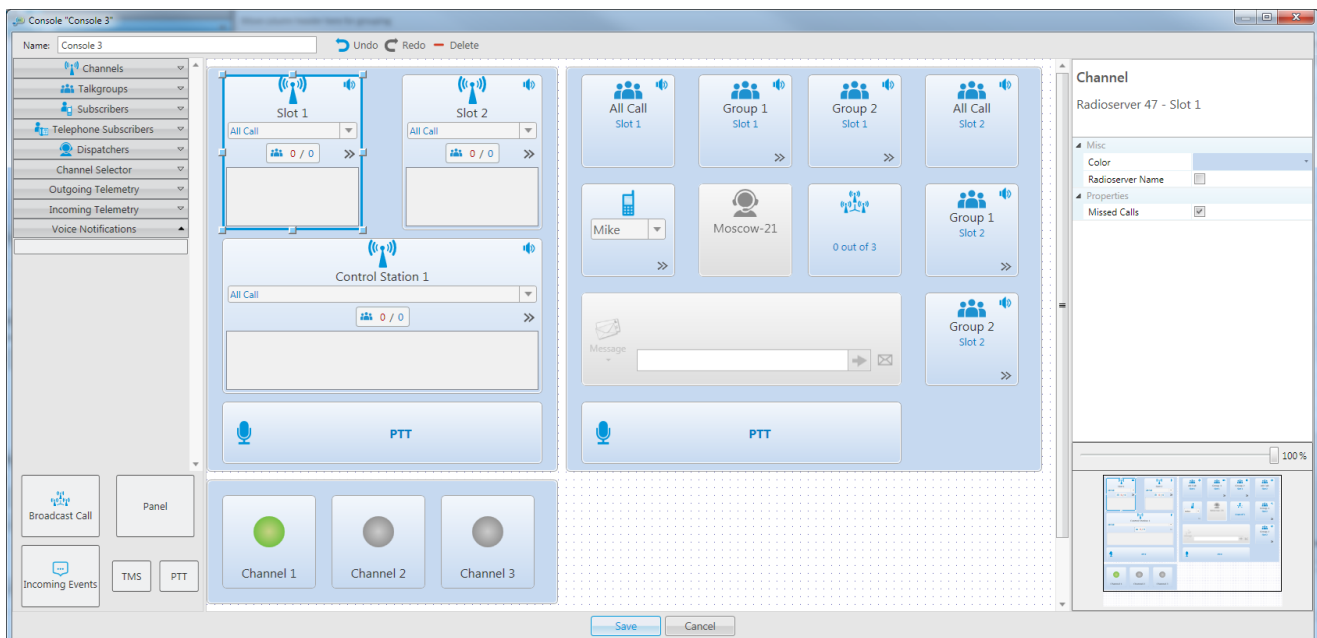 Console "Console 3"
Name: Console 3 Undo Redo Delete
Channels
Talkgroups
Subscribers
Telephone Subscribers
Dispatchers
Channel Selector
Outgoing Telemetry
Incoming Telemetry
Voice Notifications
Broadcast Call
Panel
Incoming Events
TMS
PTT
Slot 1
All Call
0 / 0
Slot 2
All Call
0 / 0
Control Station 1
All Call
0 / 0
PTT
Channel 1
Channel 2
Channel 3
All Call
Slot 1
Group 1
Slot 1
Group 2
Slot 1
All Call
Slot 2
Mike
Moscow-21
0 out of 3
Group 1
Slot 2
Message
Group 2
Slot 2
PTT
Channel
Radioserver 47 - Slot 1
Misc
Color
Radioserver Name
Properties
Missed Calls
100 %
Save
Cancel